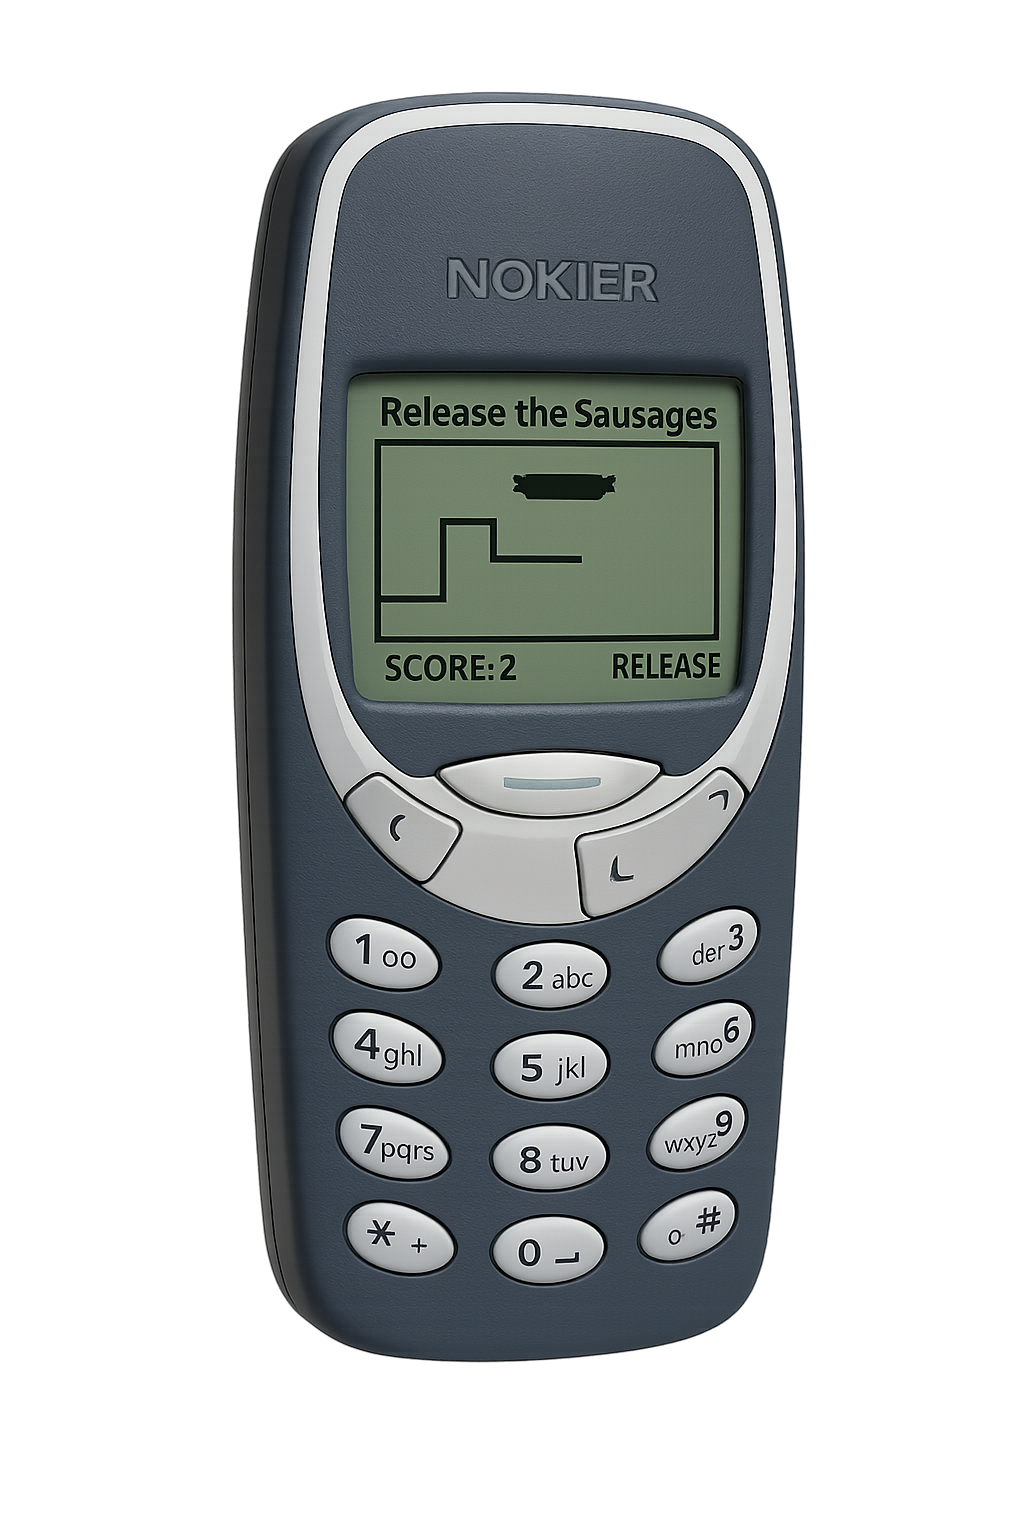 NOKIER
Release the Sausages
SCORE: 2
RELEASE
1 oo
2 abc
der 3
4 ghl
5 jkl
mno 6
7 pqrs
8 tuv
wxyz 9
* +
0
o #